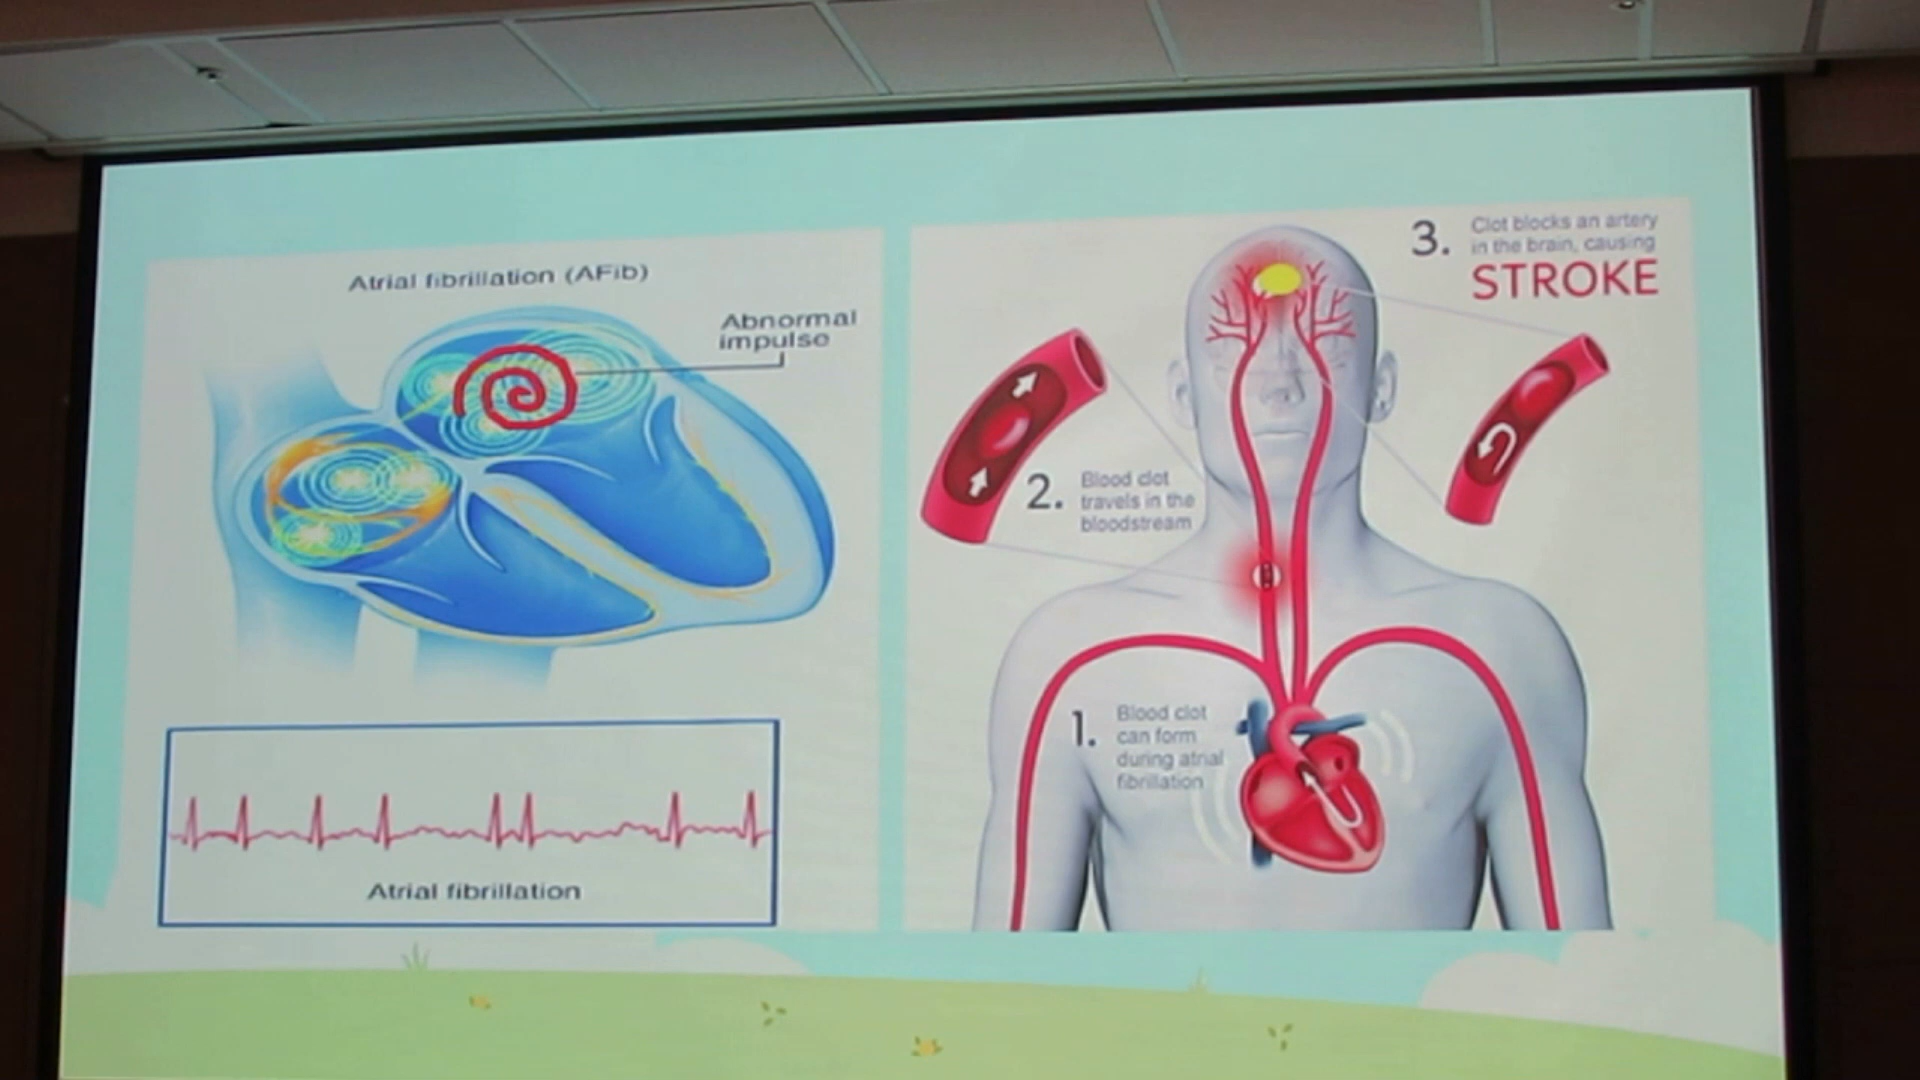 Atrial fibrillation (AFib)
Abnormal
impulse
Atrial fibrillation
3. Clot blocks an artery
in the brain, causing
STROKE
2. Blood clot
travels in the
bloodstream
1. Blood clot
can form
during atrial
fibrillation